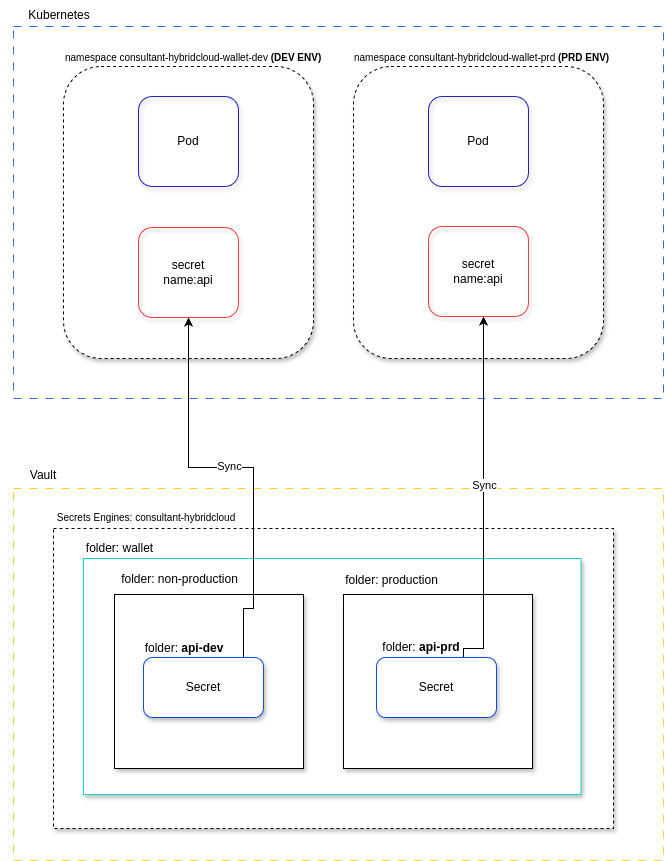 Kubernetes
namespace consultant-hybridcloud-wallet-dev (DEV ENV)
namespace consultant-hybridcloud-wallet-prd (PRD ENV)
Pod
Pod
secret
name:api
secret
name:api
Sync
Sync
Vault
Secrets Engines: consultant-hybridcloud
folder: wallet
folder: non-production
folder: production
folder: api-dev
folder: api-prd
Secret
Secret